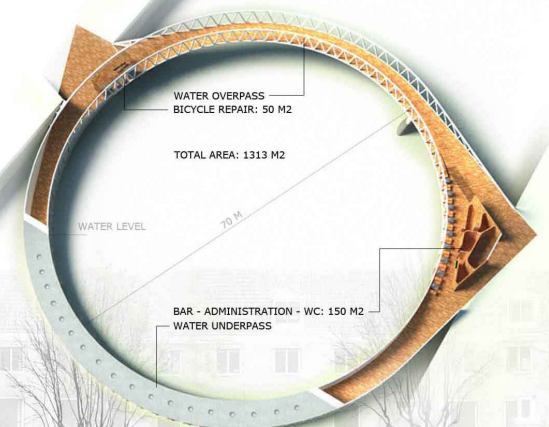 WATER OVERPASS
BICYCLE REPAIR: 50 M2
TOTAL AREA: 1313 M2
70 M
WATER LEVEL
BAR - ADMINISTRATION - WC: 150 M2
WATER UNDERPASS